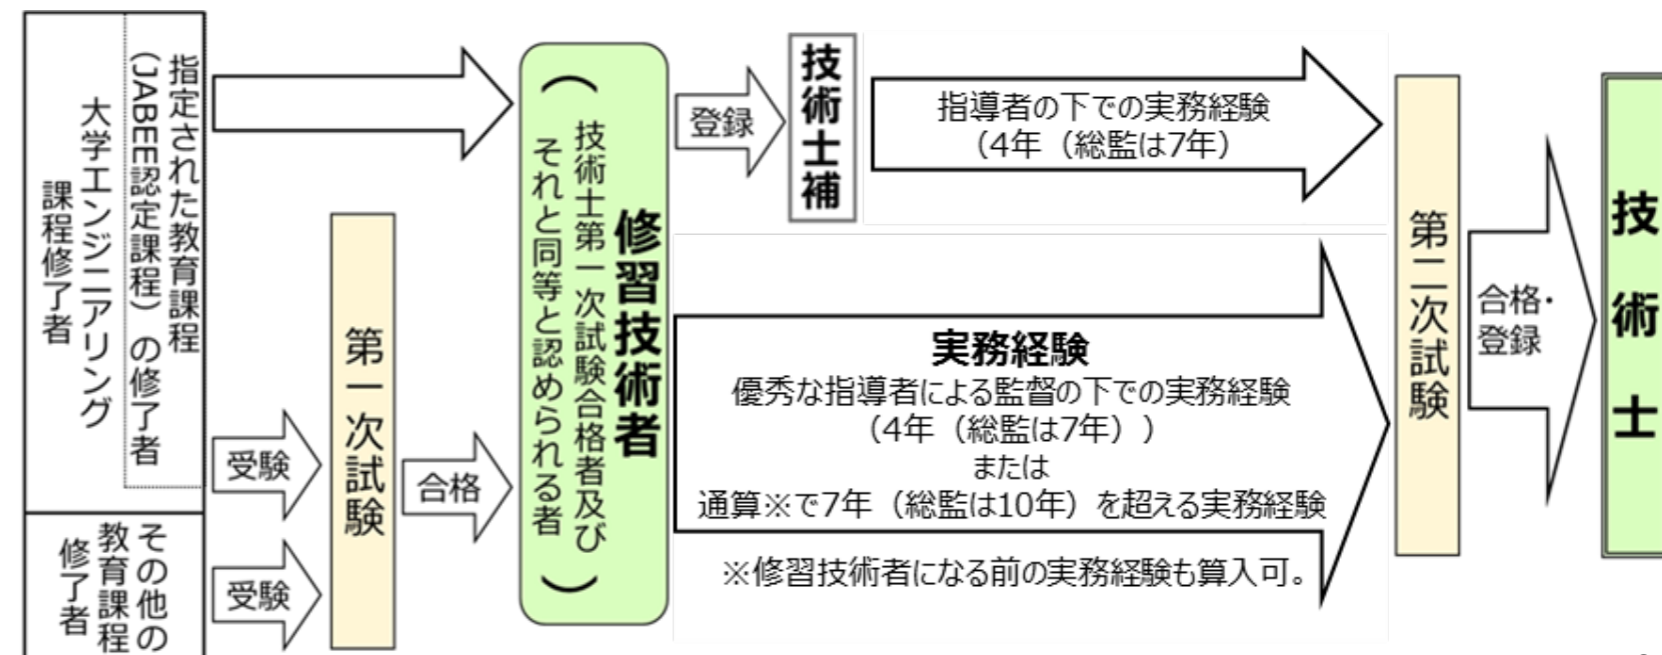 指定された教育課程
（JABEE認定課程）の修了者
大学エンジニアリング
課程修了者
その他の
教育課程
修了者
受験
受験
第一次試験
合格
修習技術者
（技術士第一次試験合格者及び
それと同等と認められる者）
登録
技術士補
指導者の下での実務経験
（4年（総監は7年）
実務経験
優秀な指導者による監督の下での実務経験
（4年（総監は7年））
または
通算※で7年（総監は10年）を超える実務経験
※修習技術者になる前の実務経験も算入可。
第二次試験
合格・
登録
技術士